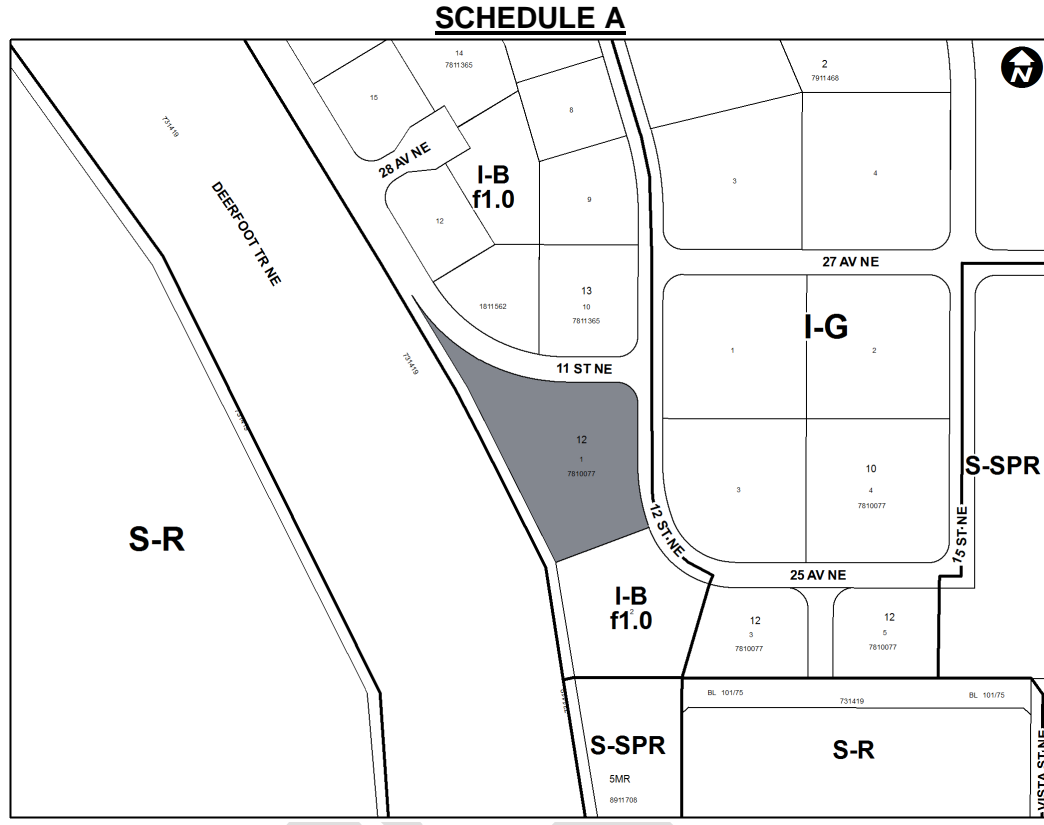 SCHEDULE A
N
14
7811365
2
7911468
15
8
731419
28 AV NE
I-B
f1.0
3
4
DEERFOOT TR NE
9
12
27 AV NE
13
10
7811365
1811562
I-G
1
2
731419
11 ST NE
12
1
7810077
S-SPR
10
4
7810077
3
12 ST NE
15 ST NE
S-R
25 AV NE
I-B
2
f1.0
12
3
7810077
12
5
7810077
BL 101/75
731419
BL 101/75
S-SPR
S-R
5MR
8911708
VISTA ST NE